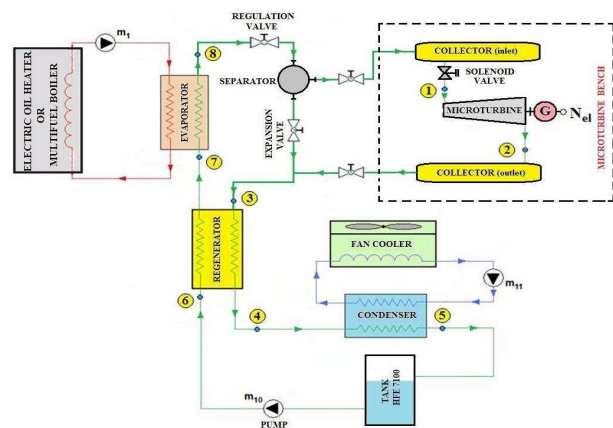 REGULATION
VALVE
m1
8
COLLECTOR (inlet)
SEPARATOR
SOLENOID
VALVE
1
ELECTRIC OIL HEATER
OR
MULTIFUEL BOILER
EVAPORATOR
EXPANSION
VALVE
MICROTURBINE
G
Nel
MICROTURBINE BENCH
2
7
COLLECTOR (outlet)
3
REGENERATOR
FAN COOLER
m11
6
4
CONDENSER
5
TANK
HFE 7100
m10
PUMP